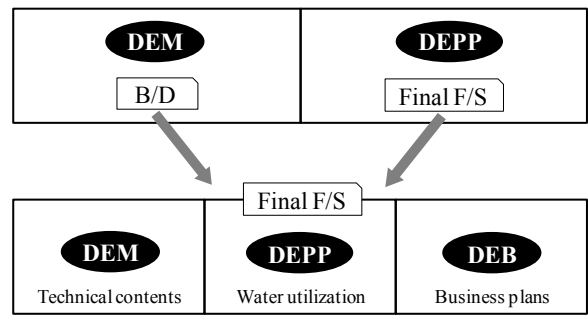 DEM
DEPP
B/D
Final F/S
Final F/S
DEM
DEPP
DEB
Technical contents
Water utilization
Business plans